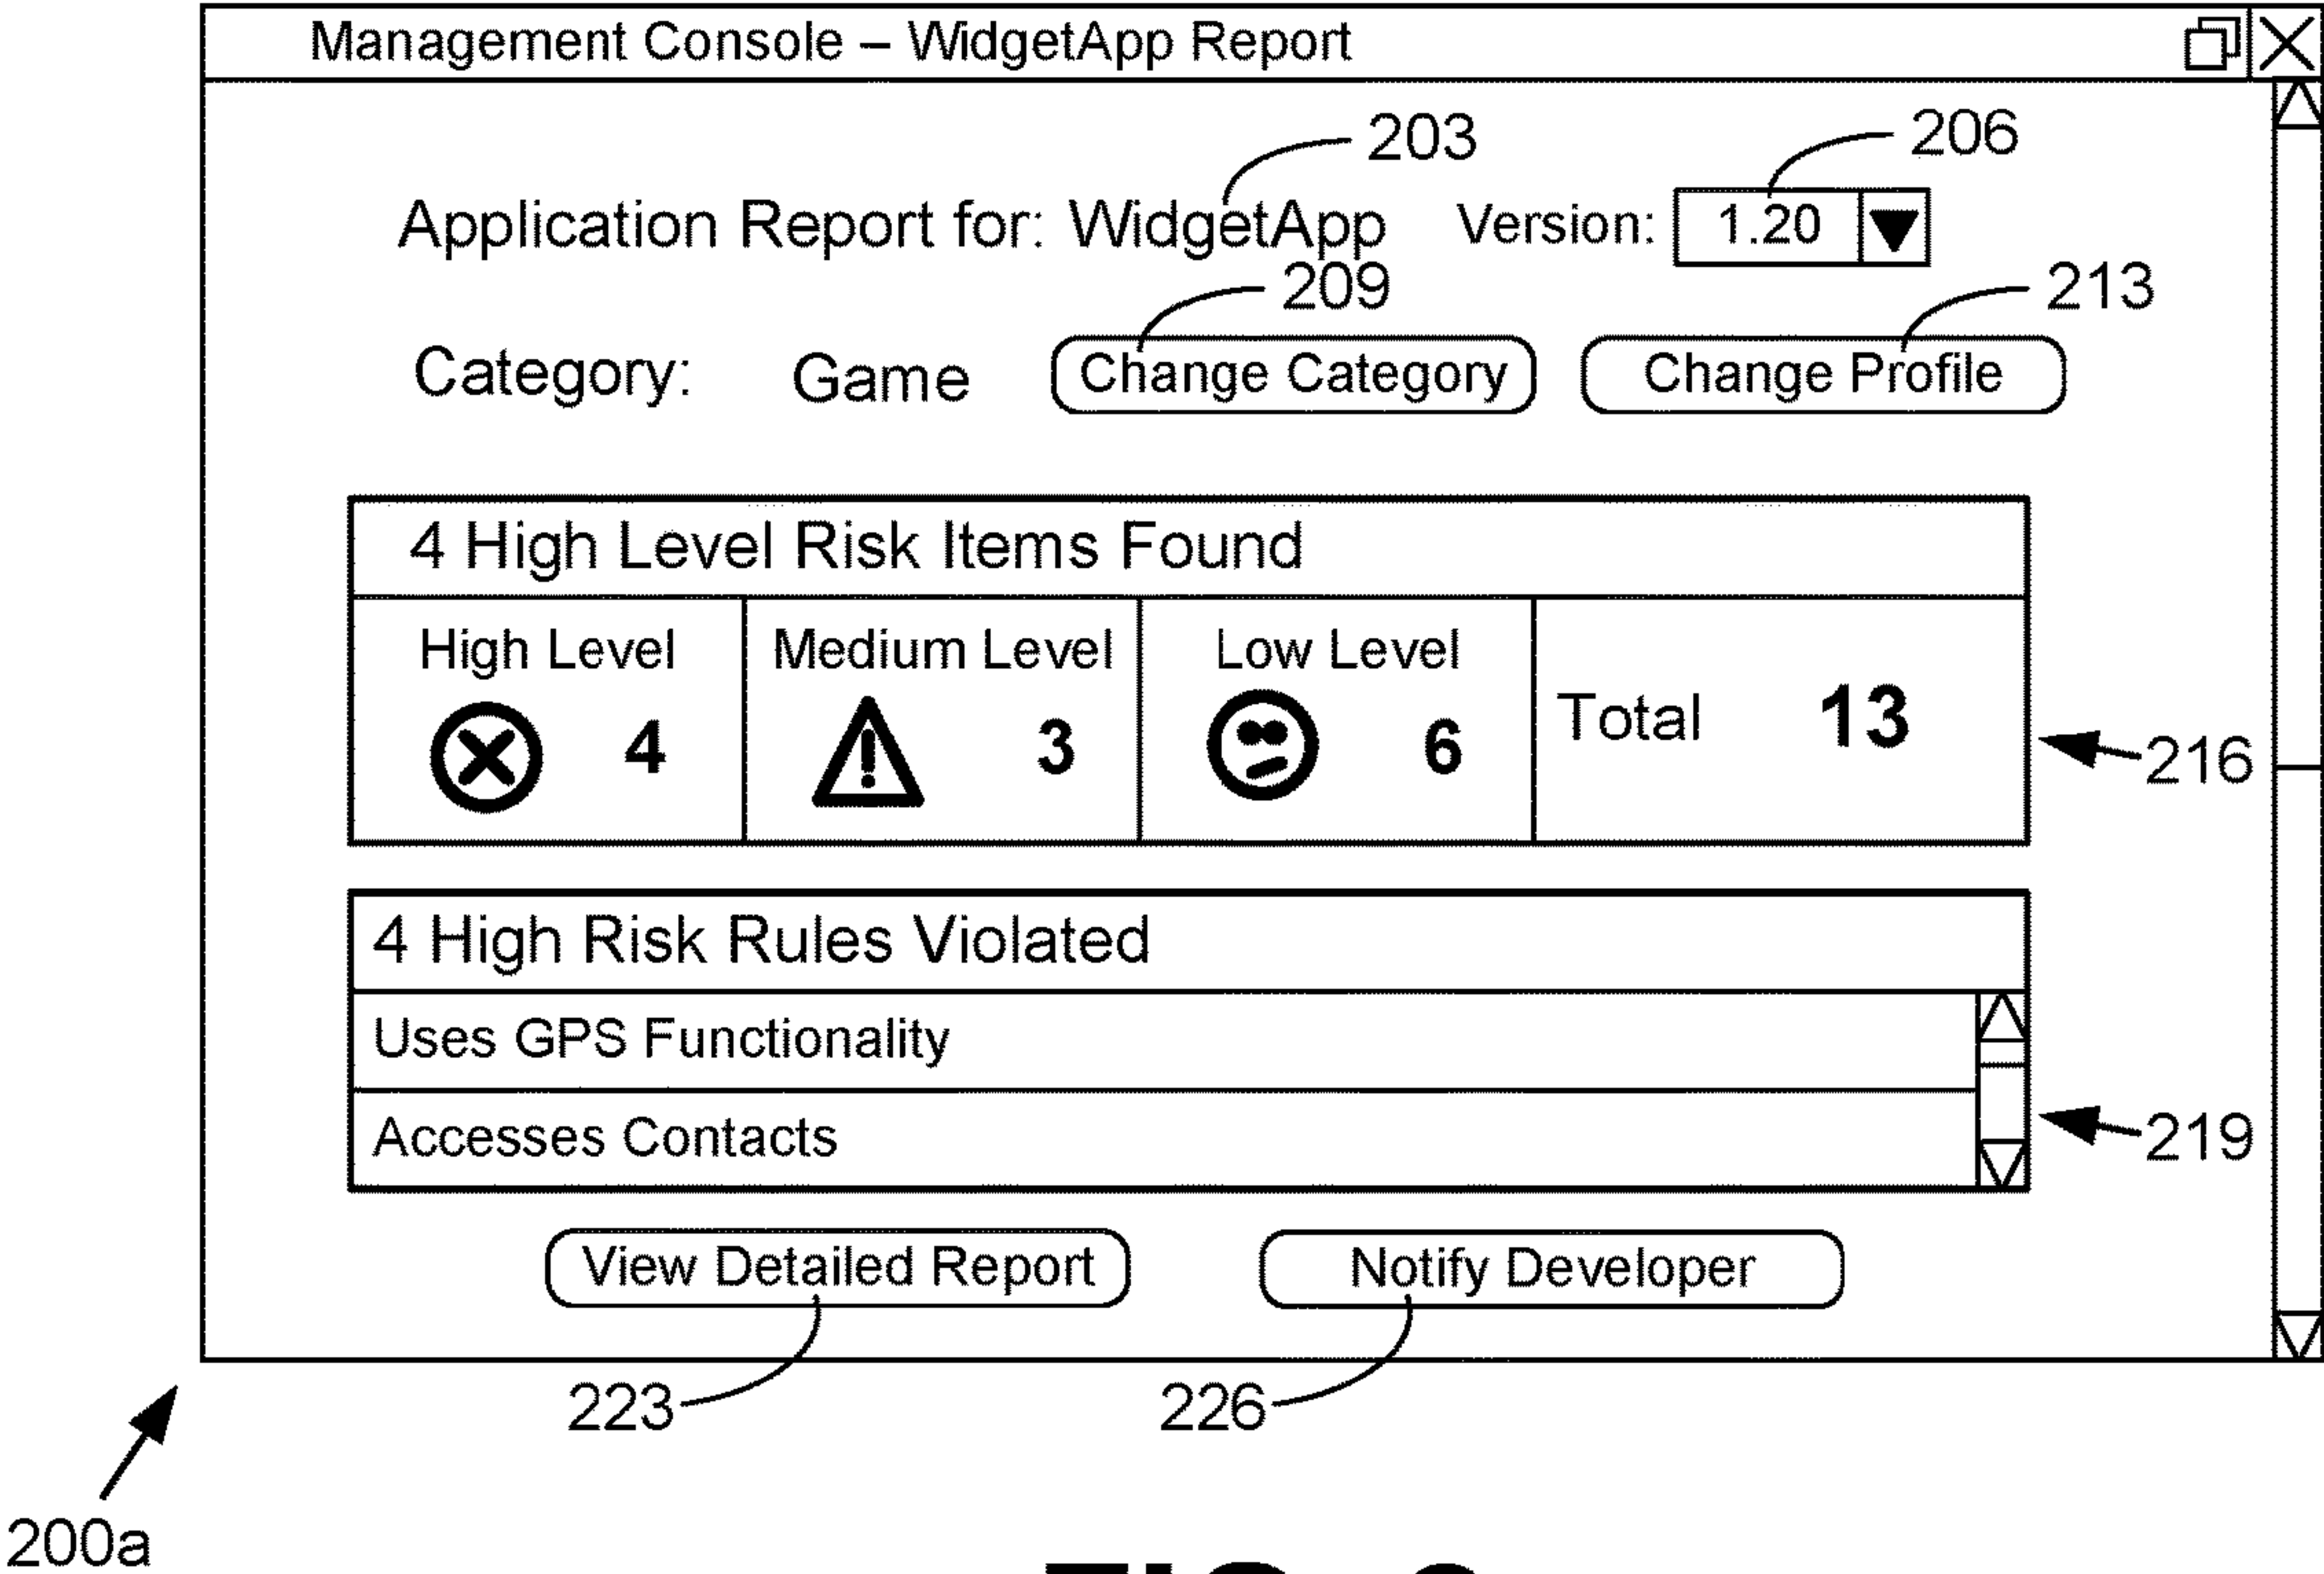 Management Console – WidgetApp Report
203
206
Application Report for: WidgetApp Version: 1.20
209
213
Category: Game Change Category Change Profile
4 High Level Risk Items Found
High Level Medium Level Low Level
4 3 6 Total 13
216
4 High Risk Rules Violated
Uses GPS Functionality
Accesses Contacts
219
View Detailed Report Notify Developer
223
226
200a